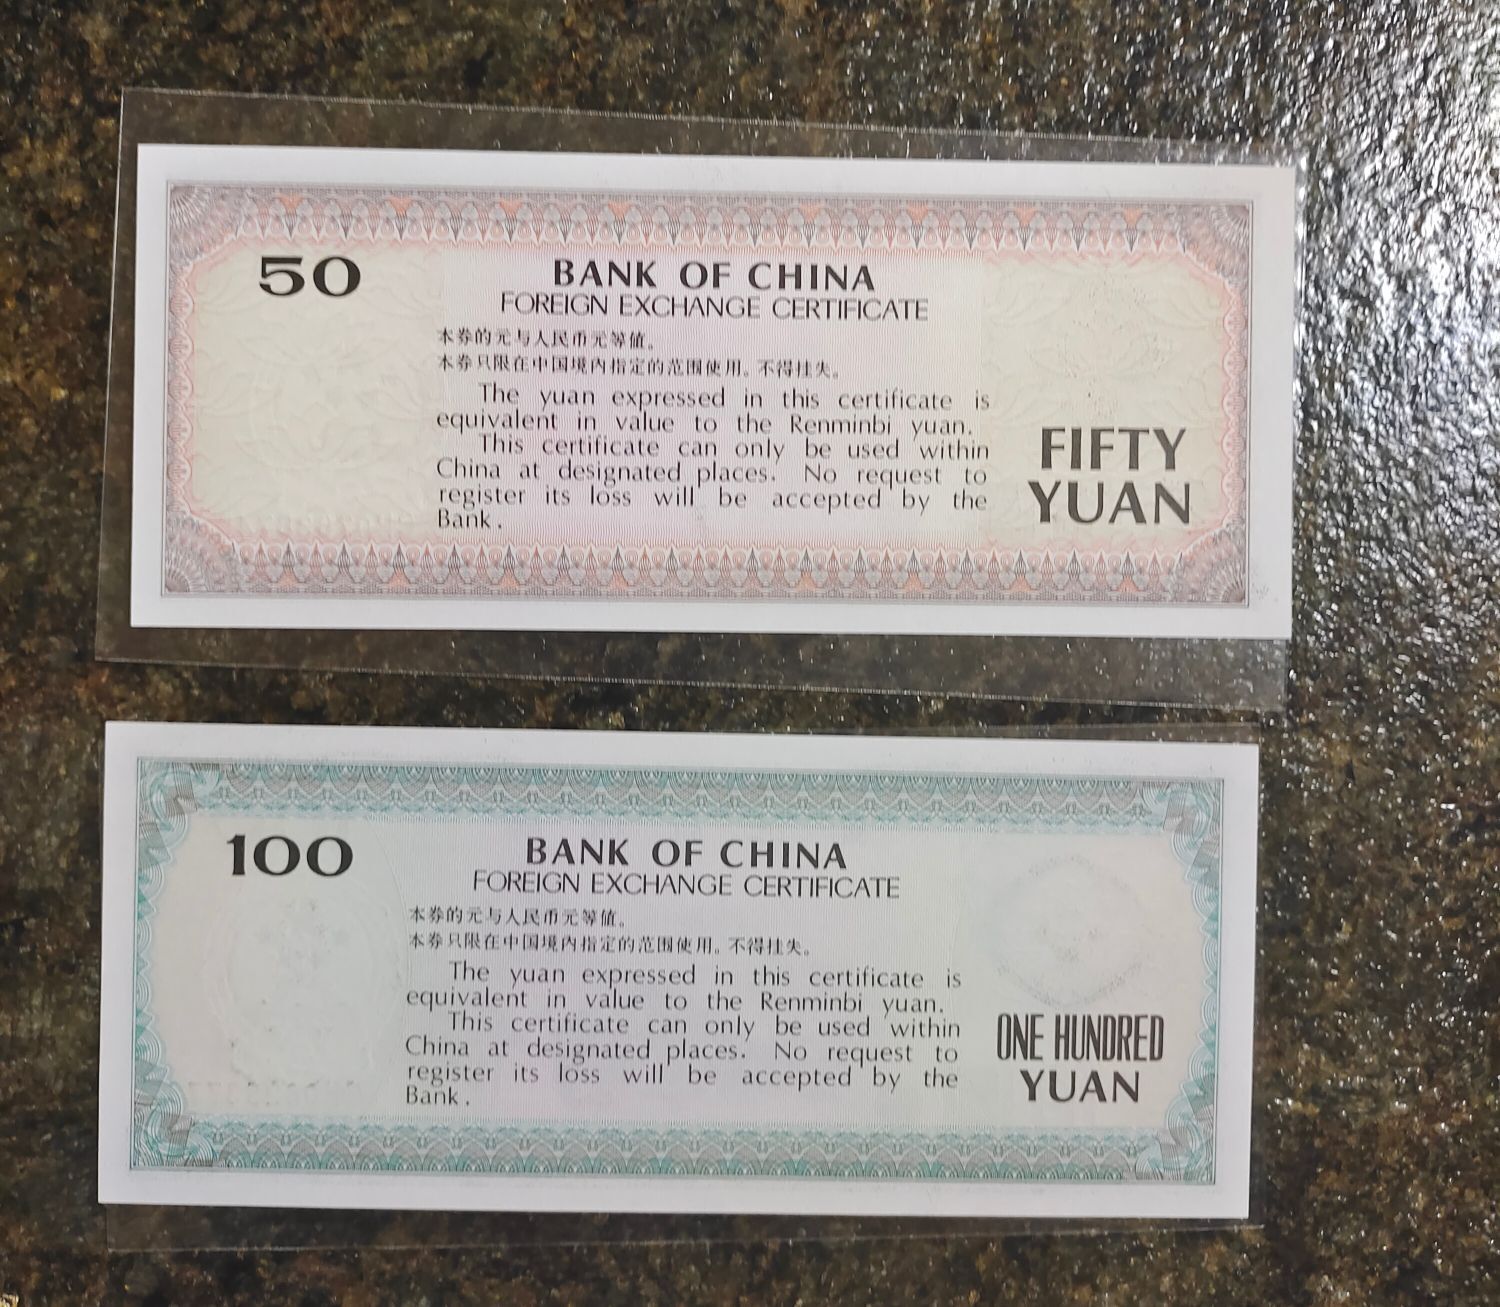 50
BANK OF CHINA
FOREIGN EXCHANGE CERTIFICATE
本券的元与人民币元等値。
本券只限在中国境内指定的范围使用。不得挂失。
The yuan expressed in this certificate is
equivalent in value to the Renminbi yuan.
This certificate can only be used within
China at designated places. No request to
register its loss will be accepted by the
Bank.
FIFTY
YUAN
100
BANK OF CHINA
FOREIGN EXCHANGE CERTIFICATE
本券的元与人民币元等値。
本券只限在中国境内指定的范围使用。不得挂失。
The yuan expressed in this certificate is
equivalent in value to the Renminbi yuan.
This certificate can only be used within
China at designated places. No request to
register its loss will be accepted by the
Bank.
ONE HUNDRED
YUAN